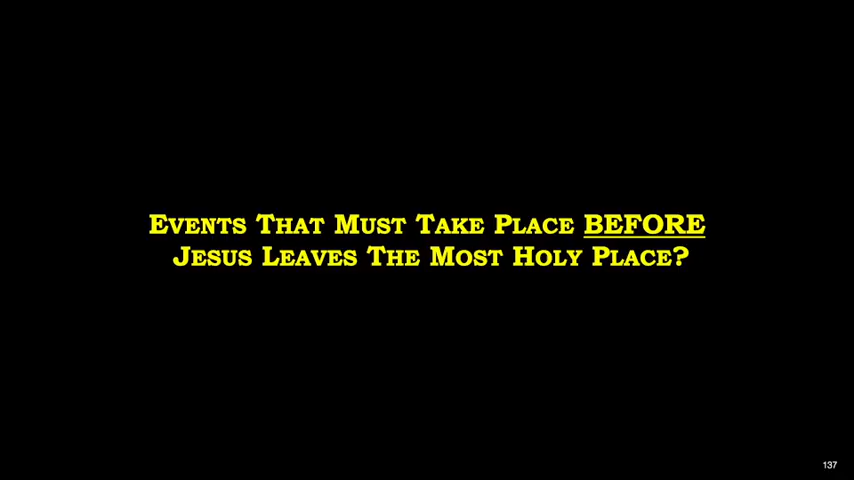 Events That Must Take Place BEFORE
Jesus Leaves The Most Holy Place?
137